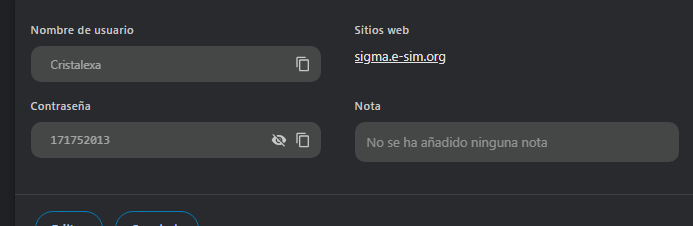 Nombre de usuario
Sitios web
Cristalexa
sigma.e-sim.org
Contraseña
Nota
171752013
No se ha añadido ninguna nota